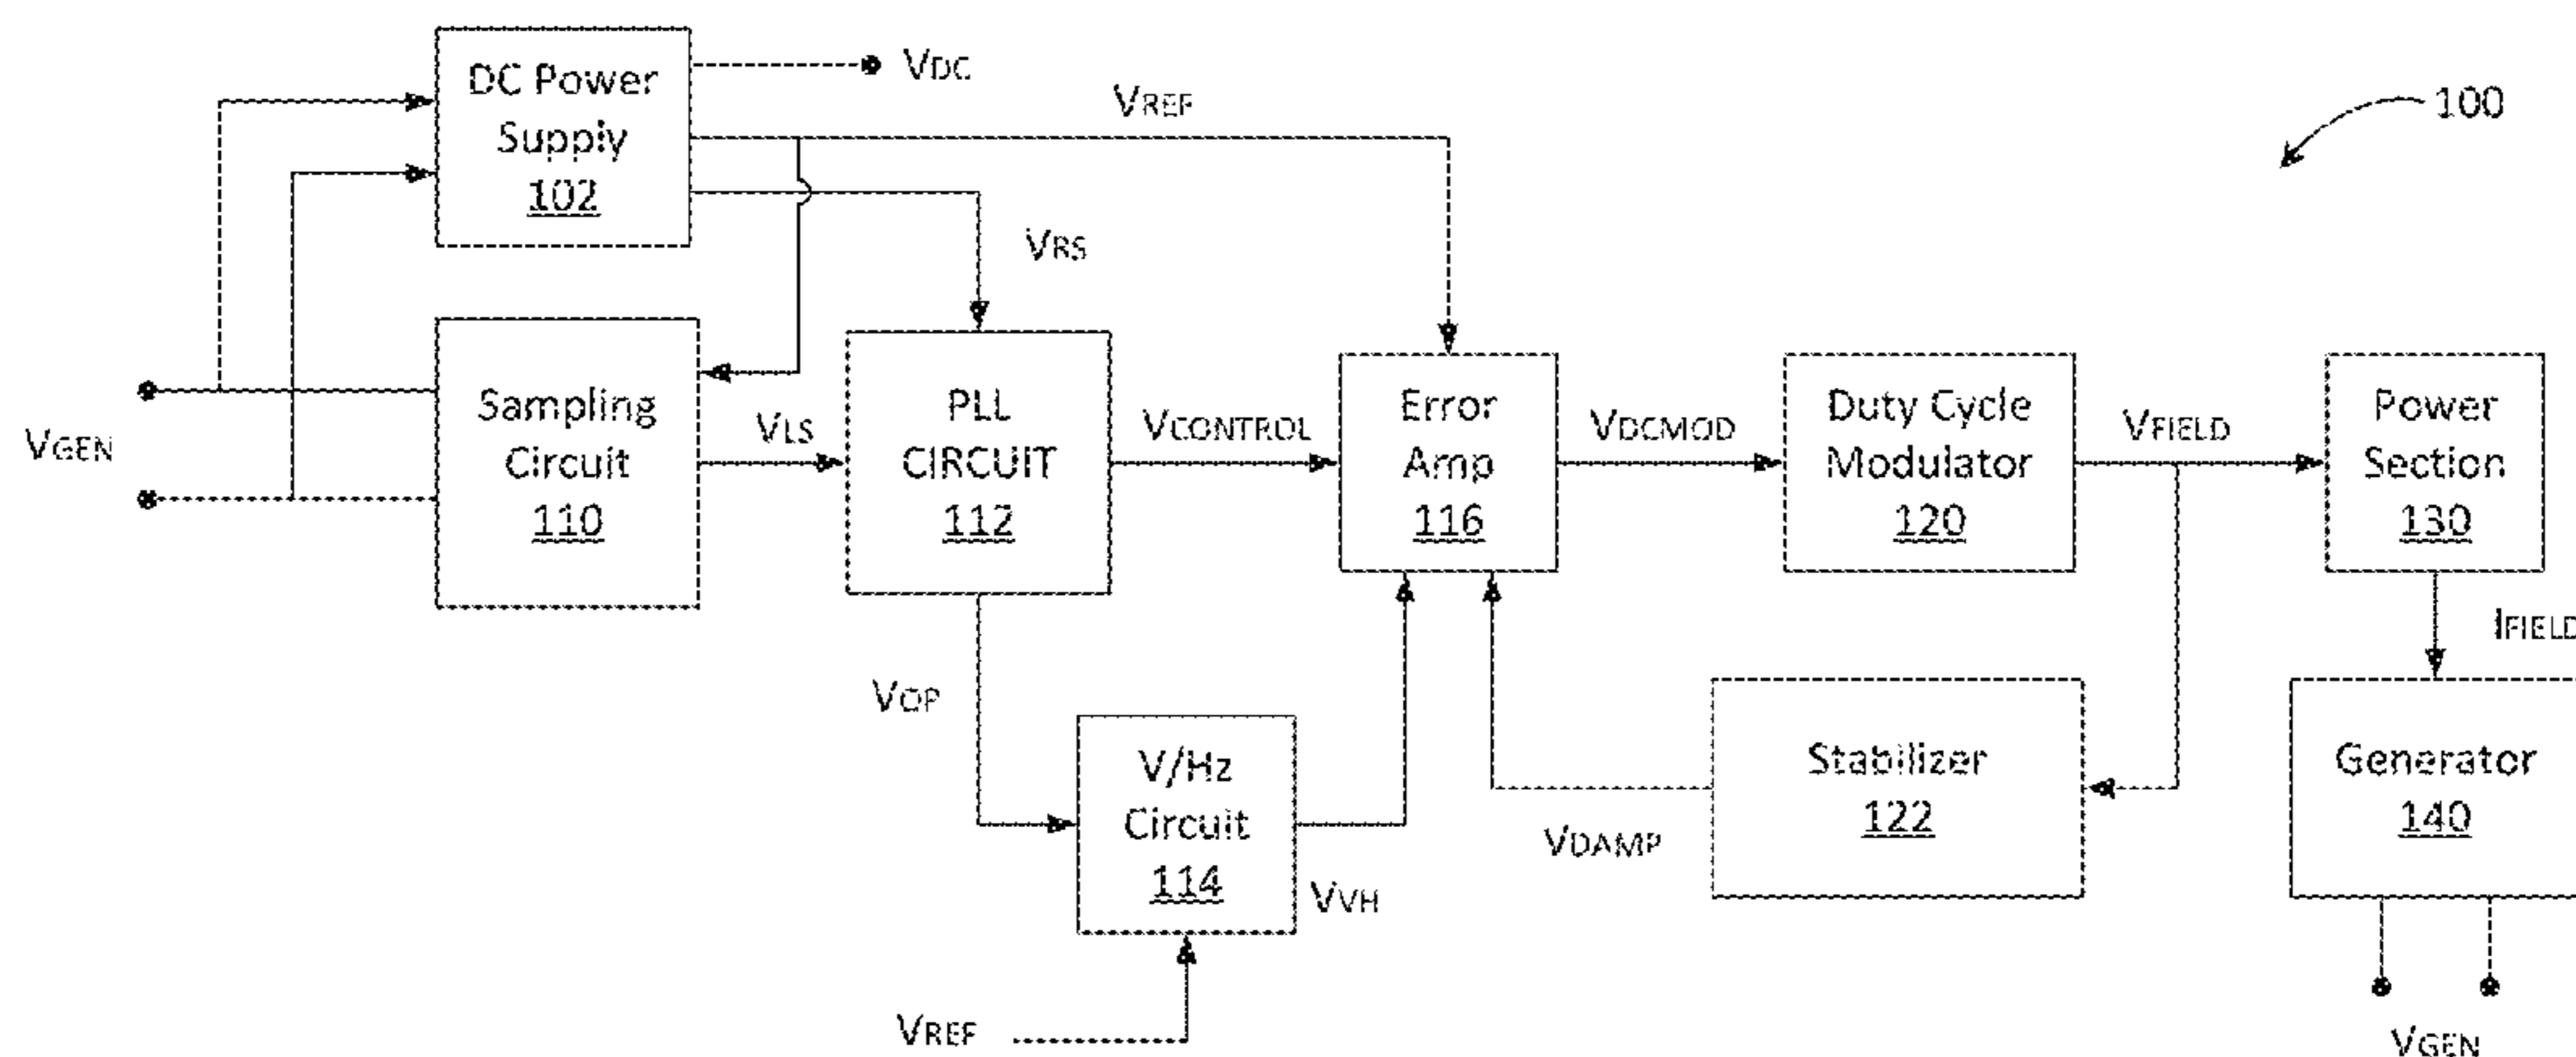 DC Power
Supply
102
VDC
VREF
100
VRS
VGEN
Sampling
Circuit
110
VLS
PLL
CIRCUIT
112
VCONTROL
Error
Amp
116
VDCMOD
Duty Cycle
Modulator
120
VFIELD
Power
Section
130
IFIELD
VOP
V/Hz
Circuit
114
VVH
VREF
VDAMP
Stabilizer
122
Generator
140
VGEN